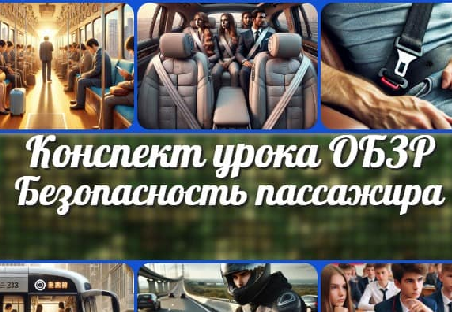 Конспект урока ОБЗР
Безопасность пассажира